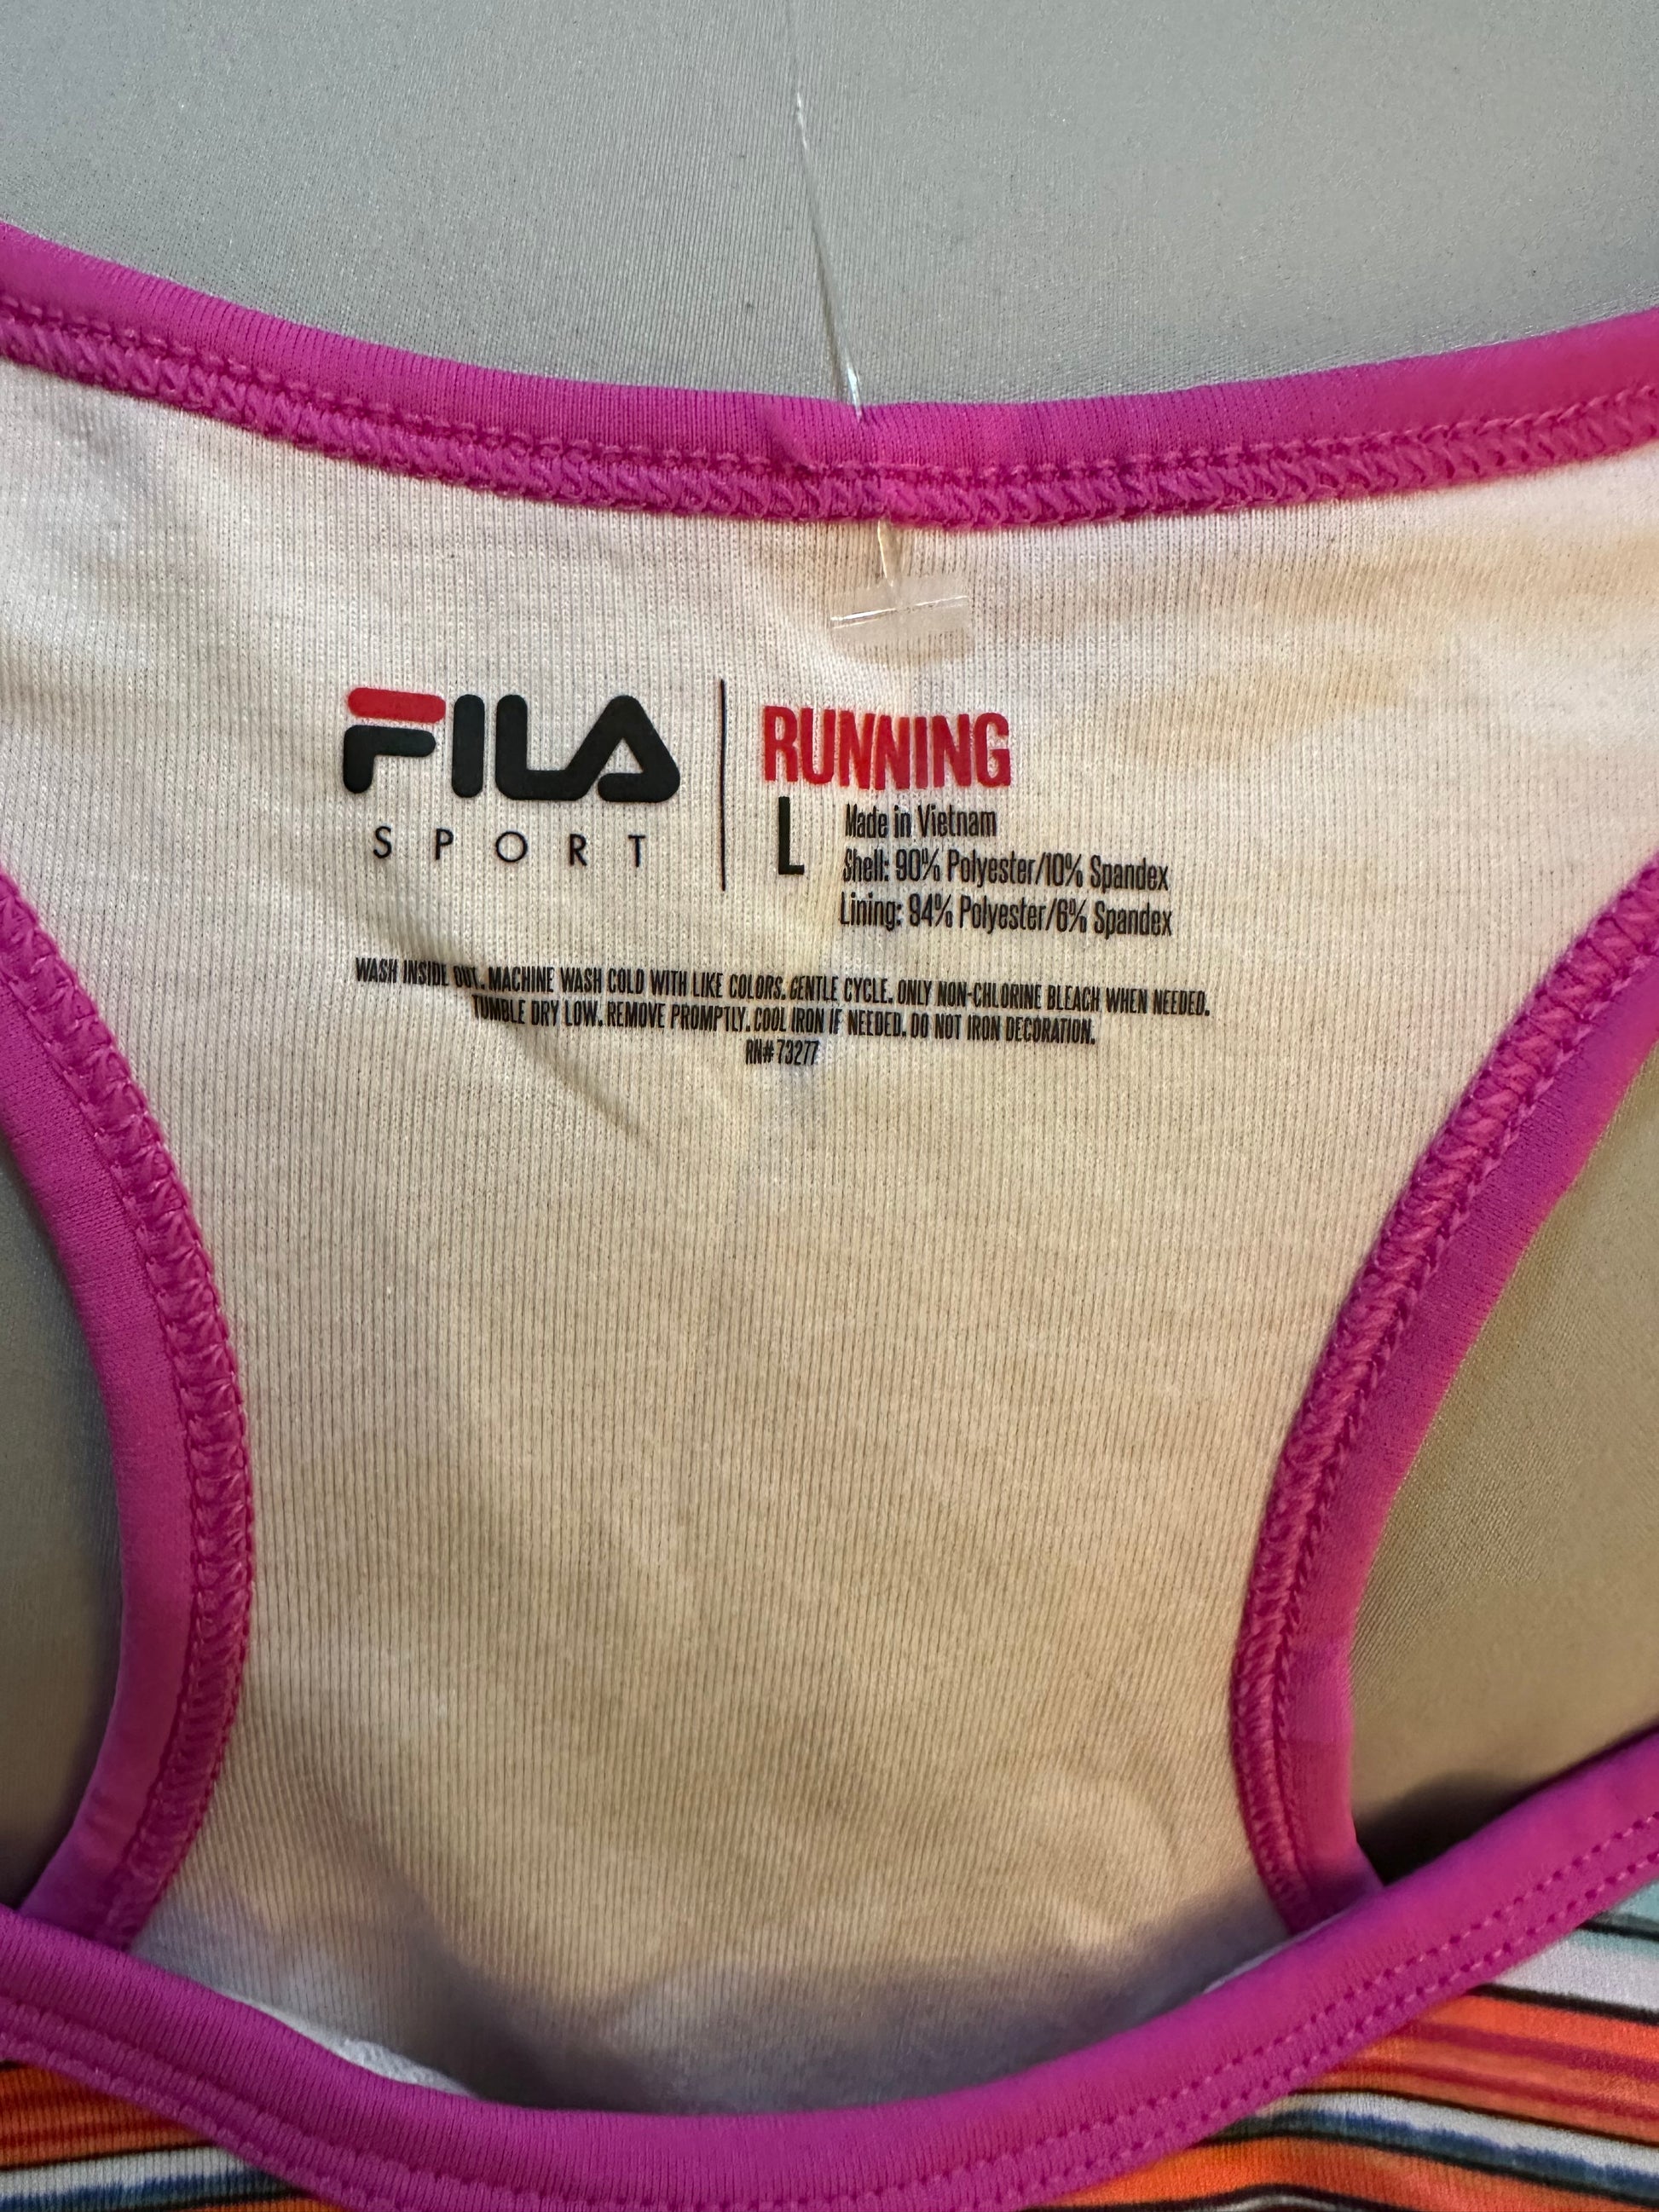 FILA
SPORT
RUNNING
L
Made in Vietnam
Shell: 90% Polyester/10% Spandex
Lining: 94% Polyester/6% Spandex
WASH INSIDE OUT. MACHINE WASH COLD WITH LIKE COLORS. GENTLE CYCLE. ONLY NON-CHLORINE BLEACH WHEN NEEDED.
TUMBLE DRY LOW. REMOVE PROMPTLY. COOL IRON IF NEEDED. DO NOT IRON DECORATION.
RN# 73277